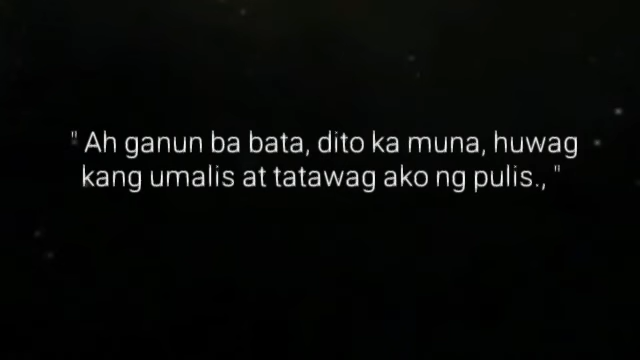 " Ah ganun ba bata, dito ka muna, huwag
kang umalis at tatawag ako ng pulis., "